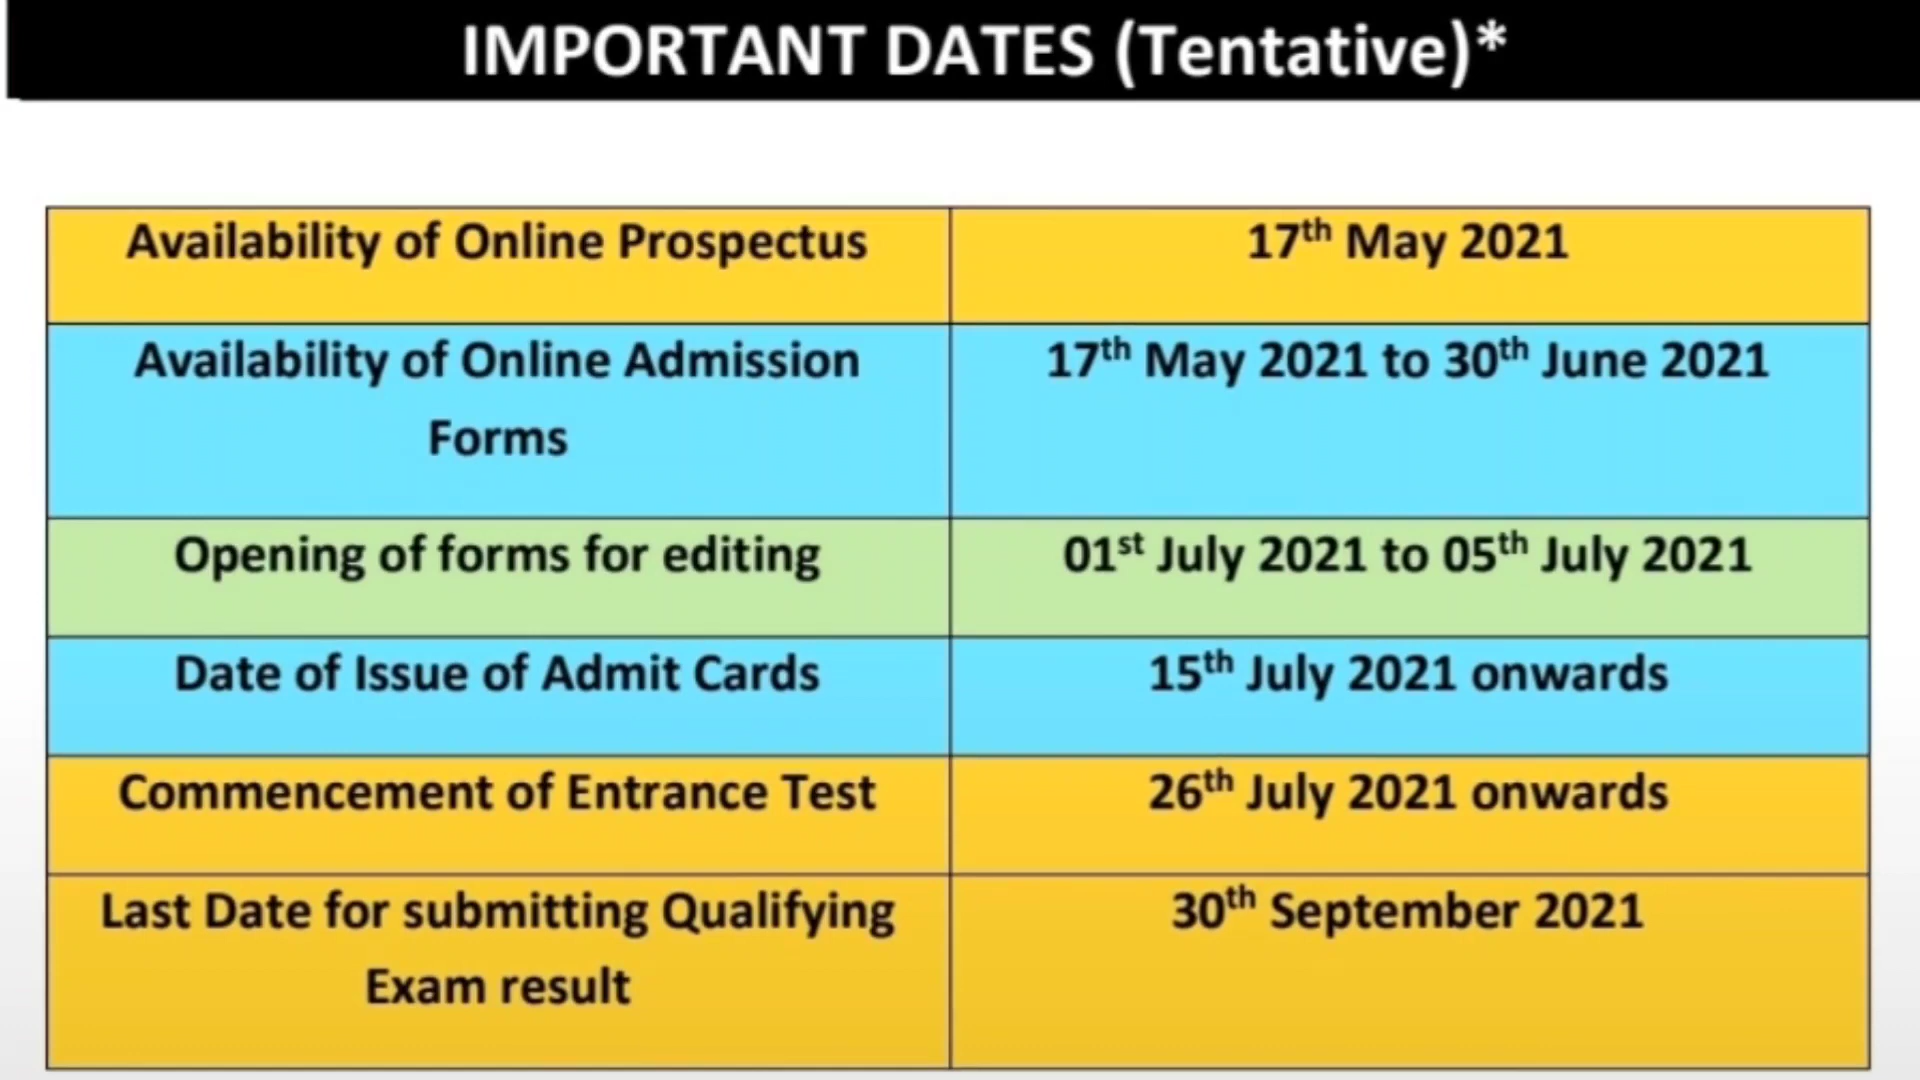 IMPORTANT DATES (Tentative)*
Availability of Online Prospectus
17th May 2021
Availability of Online Admission
Forms
17th May 2021 to 30th June 2021
Opening of forms for editing
01st July 2021 to 05th July 2021
Date of Issue of Admit Cards
15th July 2021 onwards
Commencement of Entrance Test
26th July 2021 onwards
Last Date for submitting Qualifying
Exam result
30th September 2021